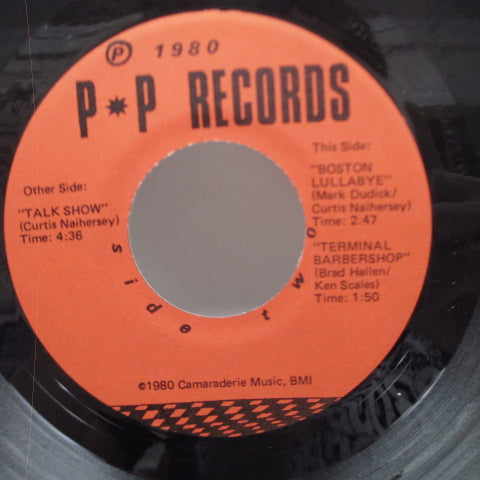 ℗ 1980
P✷P RECORDS
Other Side:
"TALK SHOW"
(Curtis Naihersey)
Time: 4:36
This Side:
"BOSTON
LULLABYE"
(Mark Dudick/
Curtis Naihersey)
Time: 2:47
"TERMINAL
BARBERSHOP"
(Brad Hallen/
Ken Scales)
Time: 1:50
side two
©1980 Camaraderie Music, BMI